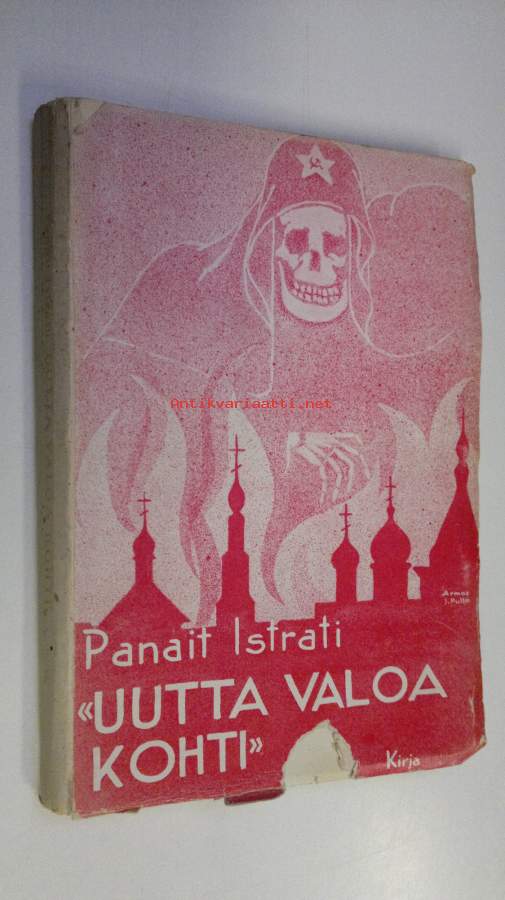 Antikvariaatti.net
Armas
J. Pulla
Panait Istrati
«UUTTA VALOA
KOHTI»
Kirja